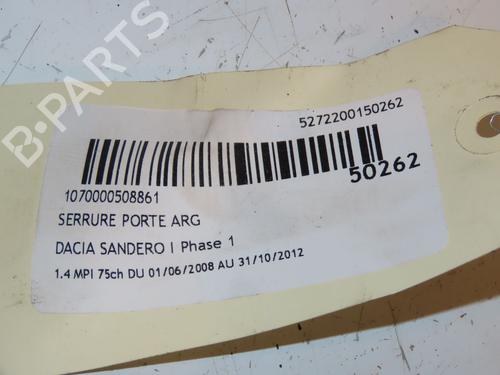 B-PARTS
5272200150262
50262
1070000508861
SERRURE PORTE ARG
DACIA SANDERO I Phase 1
1.4 MPI 75ch DU 01/06/2008 AU 31/10/2012